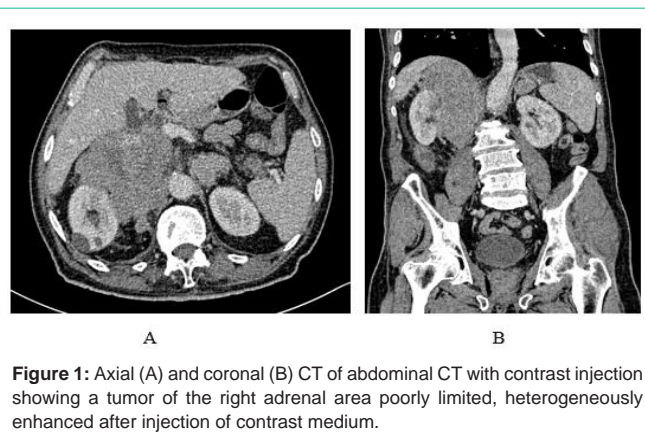 A
B
Figure 1: Axial (A) and coronal (B) CT of abdominal CT with contrast injection
showing a tumor of the right adrenal area poorly limited, heterogeneously
enhanced after injection of contrast medium.